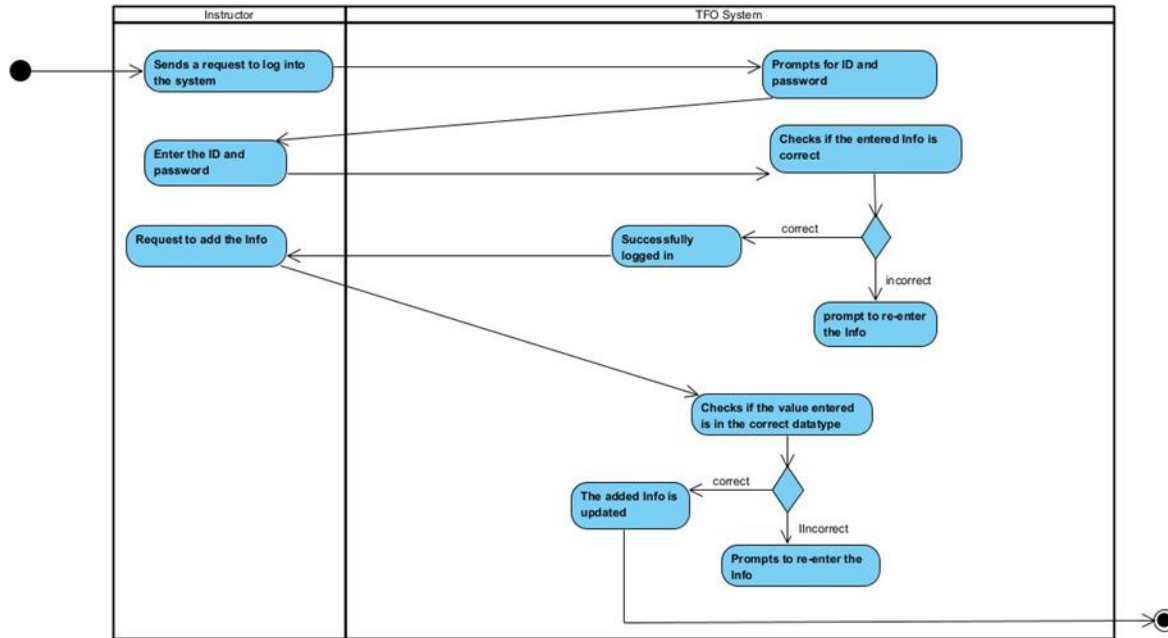 Instructor
TFO System
Sends a request to log into
the system
Prompts for ID and
password
Enter the ID and
password
Checks if the entered Info is
correct
Request to add the Info
Successfully
logged in
correct
incorrect
prompt to re-enter
the Info
Checks if the value entered
is in the correct datatype
The added Info is
updated
correct
IIncorrect
Prompts to re-enter the
Info